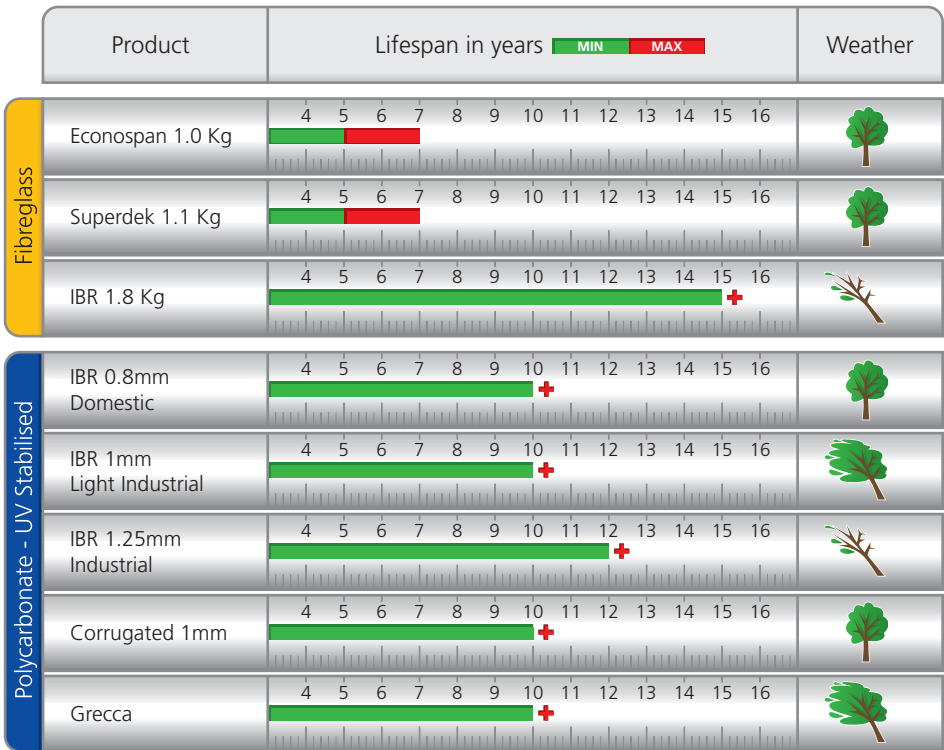 Product
Lifespan in years MIN MAX
Weather
Fibreglass
Econospan 1.0 Kg
4 5 6 7 8 9 10 11 12 13 14 15 16
Superdek 1.1 Kg
4 5 6 7 8 9 10 11 12 13 14 15 16
IBR 1.8 Kg
4 5 6 7 8 9 10 11 12 13 14 15 16
Polycarbonate - UV Stabilised
IBR 0.8mm
Domestic
4 5 6 7 8 9 10 11 12 13 14 15 16
IBR 1mm
Light Industrial
4 5 6 7 8 9 10 11 12 13 14 15 16
IBR 1.25mm
Industrial
4 5 6 7 8 9 10 11 12 13 14 15 16
Corrugated 1mm
4 5 6 7 8 9 10 11 12 13 14 15 16
Grecca
4 5 6 7 8 9 10 11 12 13 14 15 16